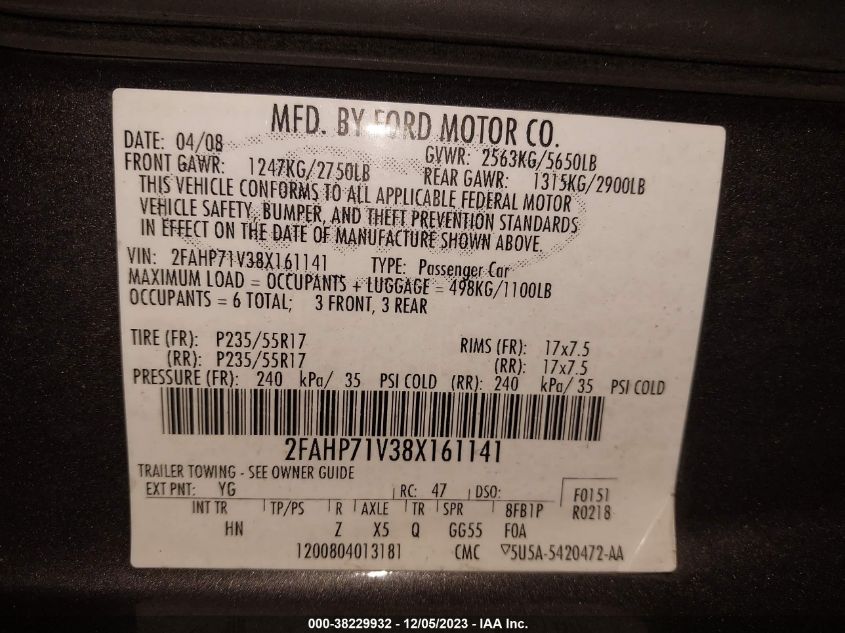 MFD. BY FORD MOTOR CO.
DATE: 04/08 GVWR: 2563KG/5650LB
FRONT GAWR: 1247KG/2750LB REAR GAWR: 1315KG/2900LB
THIS VEHICLE CONFORMS TO ALL APPLICABLE FEDERAL MOTOR
VEHICLE SAFETY, BUMPER, AND THEFT PREVENTION STANDARDS
IN EFFECT ON THE DATE OF MANUFACTURE SHOWN ABOVE.
VIN: 2FAHP71V38X161141 TYPE: Passenger Car
MAXIMUM LOAD = OCCUPANTS + LUGGAGE = 498KG/1100LB
OCCUPANTS = 6 TOTAL; 3 FRONT, 3 REAR
TIRE (FR): P235/55R17 RIMS (FR): 17x7.5
(RR): P235/55R17 (RR): 17x7.5
PRESSURE (FR): 240 kPa/ 35 PSI COLD (RR): 240 kPa/ 35 PSI COLD
2FAHP71V38X161141
TRAILER TOWING - SEE OWNER GUIDE
EXT PNT: YG RC: 47 DSO: F0151
INT TR TP/PS R AXLE TR SPR 8FB1P R0218
HN Z X5 Q GG55 F0A
1200804013181 CMC ▽5U5A-5420472-AA
000-38229932 - 12/05/2023 - IAA Inc.